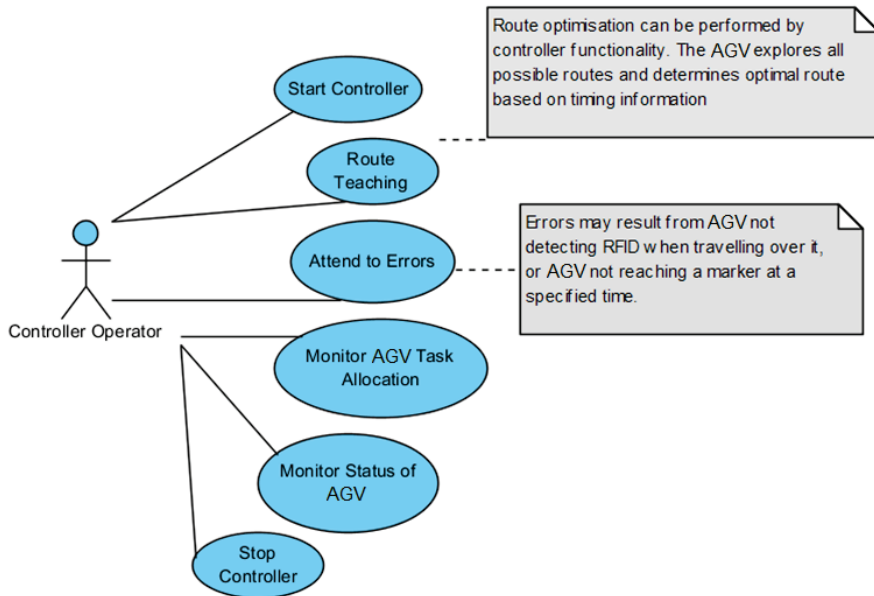 Route optimisation can be performed by
controller functionality. The AGV explores all
possible routes and determines optimal route
based on timing information
Start Controller
Route
Teaching
Errors may result from AGV not
detecting RFID when travelling over it,
or AGV not reaching a marker at a
specified time.
Attend to Errors
Controller Operator
Monitor AGV Task
Allocation
Monitor Status of
AGV
Stop
Controller